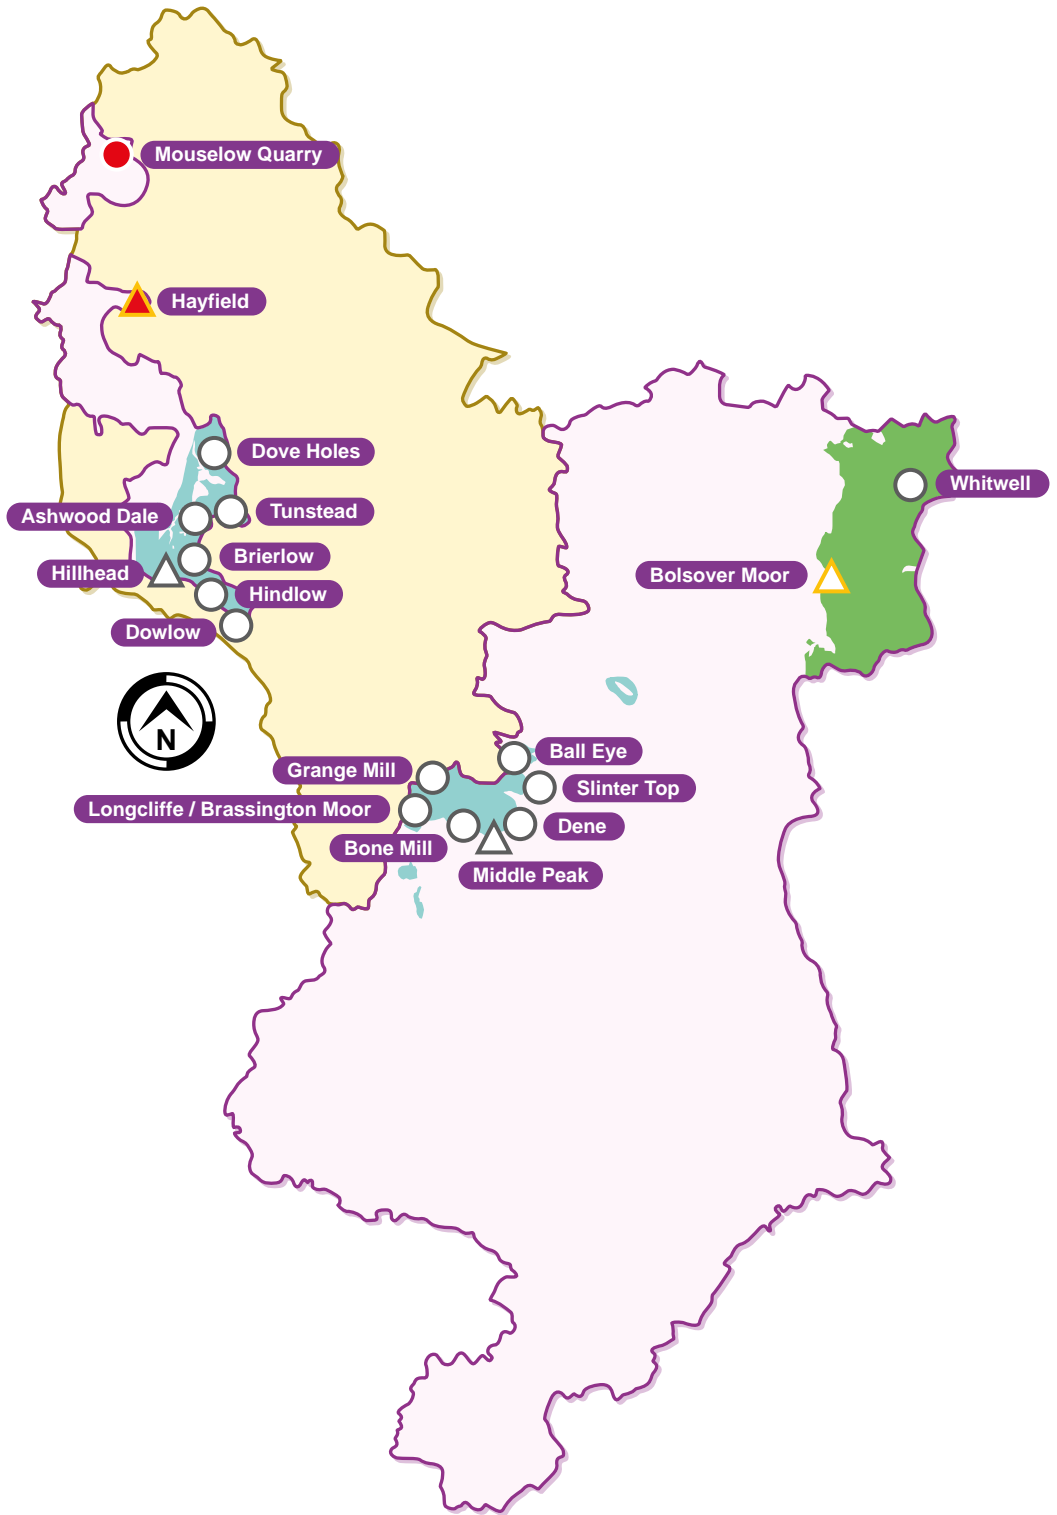 Mouselow Quarry
Hayfield
Dove Holes
Whitwell
Tunstead
Ashwood Dale
Brierlow
Hillhead
Bolsover Moor
Hindlow
Dowlow
N
Ball Eye
Grange Mill
Slinter Top
Longcliffe / Brassington Moor
Dene
Bone Mill
Middle Peak